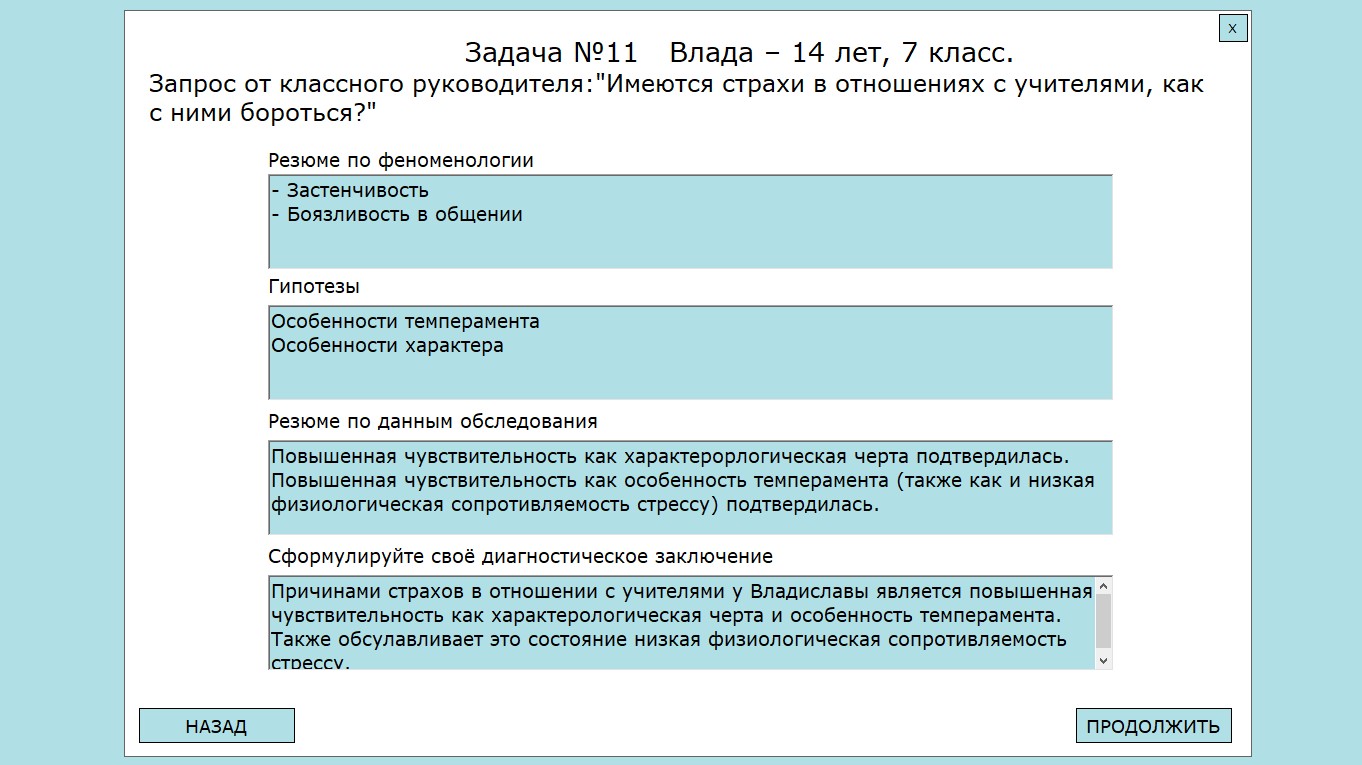 X
Задача №11 Влада – 14 лет, 7 класс.
Запрос от классного руководителя:"Имеются страхи в отношениях с учителями, как
с ними бороться?"
Резюме по феноменологии
- Застенчивость
- Боязливость в общении
Гипотезы
Особенности темперамента
Особенности характера
Резюме по данным обследования
Повышенная чувствительность как характерорлогическая черта подтвердилась.
Повышенная чувствительность как особенность темперамента (также как и низкая
физиологическая сопротивляемость стрессу) подтвердилась.
Сформулируйте своё диагностическое заключение
Причинами страхов в отношении с учителями у Владиславы является повышенная
чувствительность как характерологическая черта и особенность темперамента.
Также обсулавливает это состояние низкая физиологическая сопротивляемость
стрессу.
НАЗАД
ПРОДОЛЖИТЬ